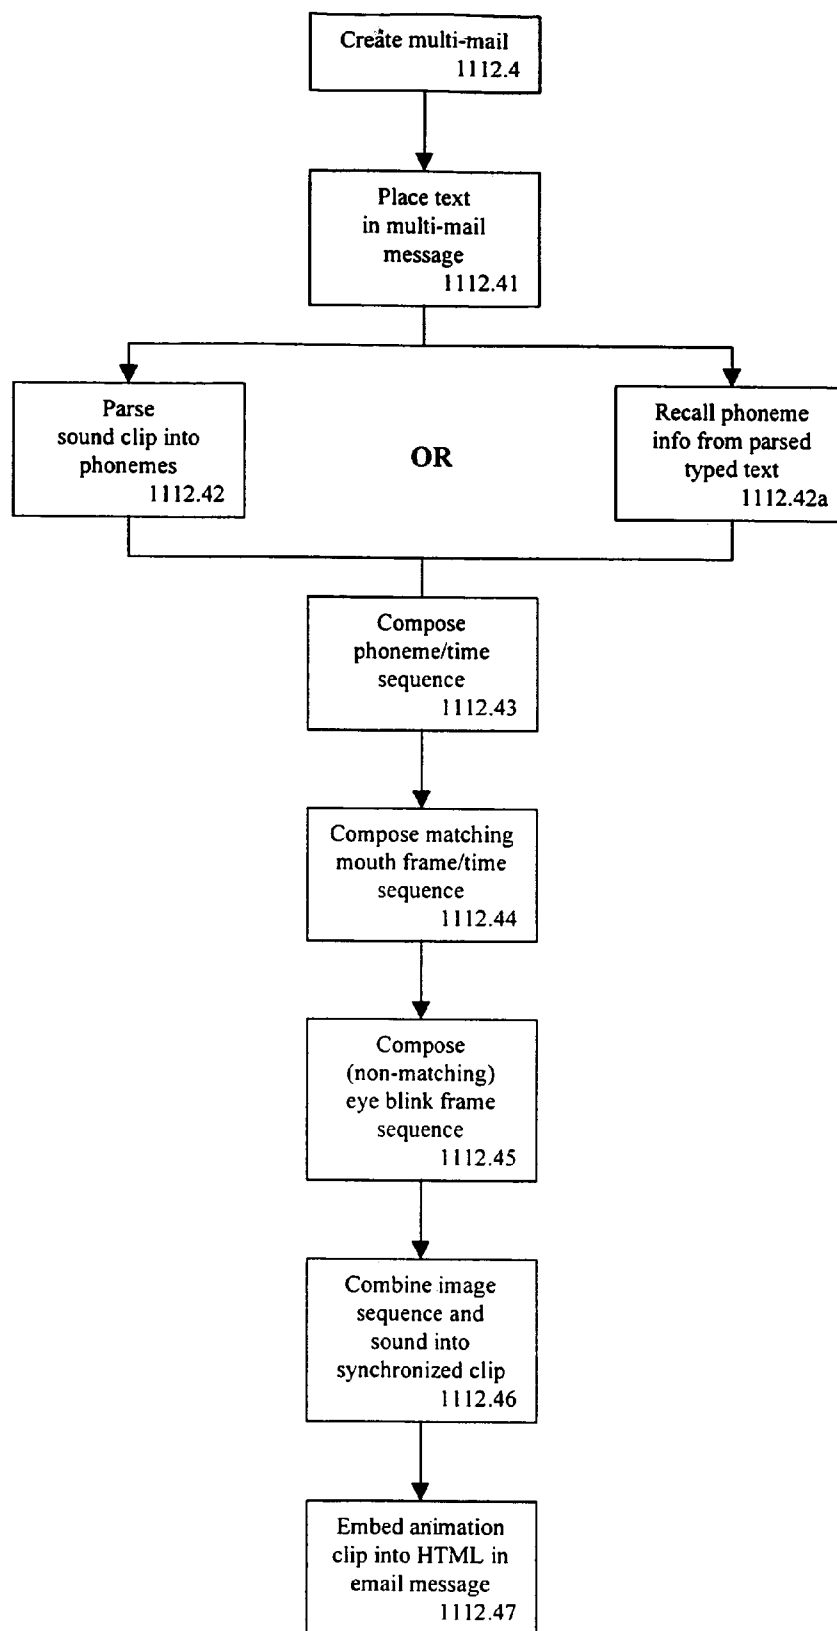 Create multi-mail
1112.4
Place text
in multi-mail
message
1112.41
Parse
sound clip into
phonemes
1112.42
OR
Recall phoneme
info from parsed
typed text
1112.42a
Compose
phoneme/time
sequence
1112.43
Compose matching
mouth frame/time
sequence
1112.44
Compose
(non-matching)
eye blink frame
sequence
1112.45
Combine image
sequence and
sound into
synchronized clip
1112.46
Embed animation
clip into HTML in
email message
1112.47